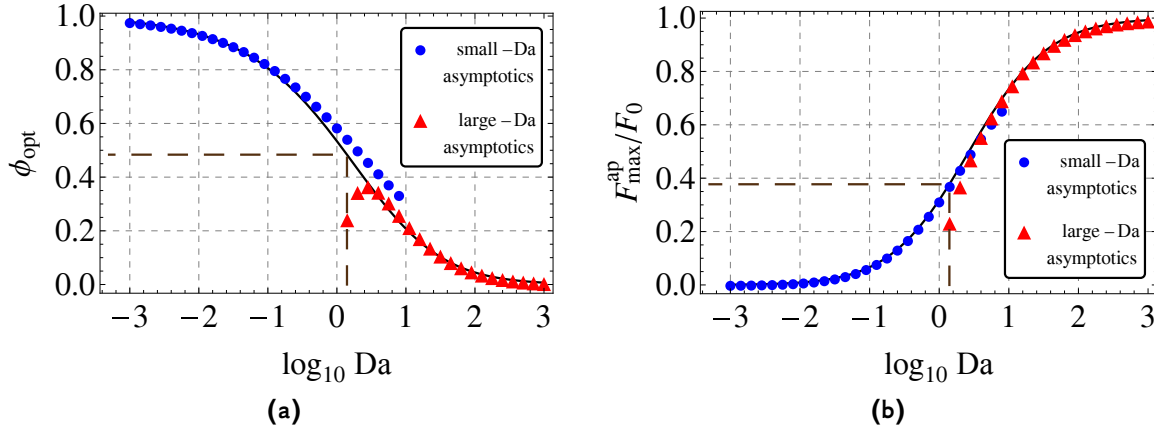 1.0
0.8
0.6
0.4
0.2
0.0
ϕopt
small –Da
asymptotics
large –Da
asymptotics
−3 −2 −1 0 1 2 3
log10 Da
(a)
1.0
0.8
0.6
0.4
0.2
0.0
F^ap_max/F0
small –Da
asymptotics
large –Da
asymptotics
−3 −2 −1 0 1 2 3
log10 Da
(b)